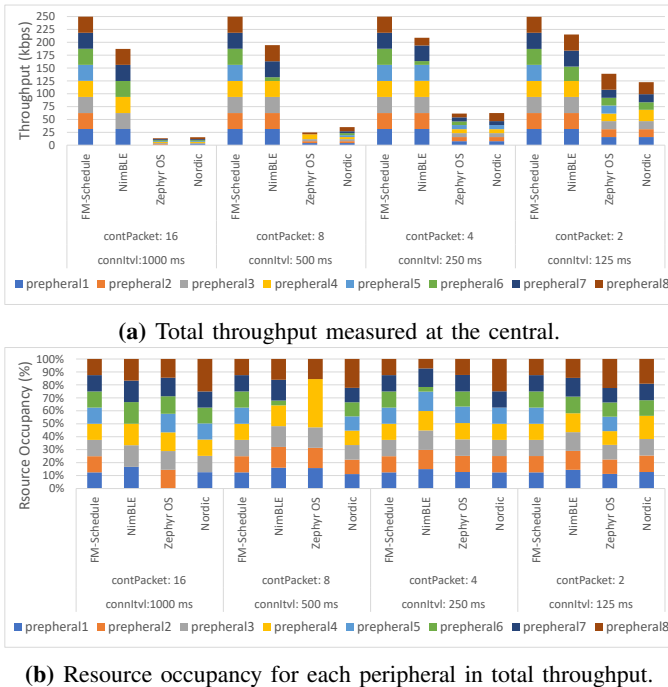 Throughput (kbps)
250
225
200
175
150
125
100
75
50
25
0
FM-Schedule NimBLE Zephyr OS Nordic FM-Schedule NimBLE Zephyr OS Nordic FM-Schedule NimBLE Zephyr OS Nordic FM-Schedule NimBLE Zephyr OS Nordic
contPacket: 16 contPacket: 8 contPacket: 4 contPacket: 2
connItvl:1000 ms connItvl: 500 ms connItvl: 250 ms connItvl: 125 ms
prepheral1 prepheral2 prepheral3 prepheral4 prepheral5 prepheral6 prepheral7 prepheral8
(a) Total throughput measured at the central.
Rsource Occupancy (%)
100%
90%
80%
70%
60%
50%
40%
30%
20%
10%
0%
FM-Schedule NimBLE Zephyr OS Nordic FM-Schedule NimBLE Zephyr OS Nordic FM-Schedule NimBLE Zephyr OS Nordic FM-Schedule NimBLE Zephyr OS Nordic
contPacket: 16 contPacket: 8 contPacket: 4 contPacket: 2
connItvl:1000 ms connItvl: 500 ms connItvl: 250 ms connItvl: 125 ms
prepheral1 prepheral2 prepheral3 prepheral4 prepheral5 prepheral6 prepheral7 prepheral8
(b) Resource occupancy for each peripheral in total throughput.